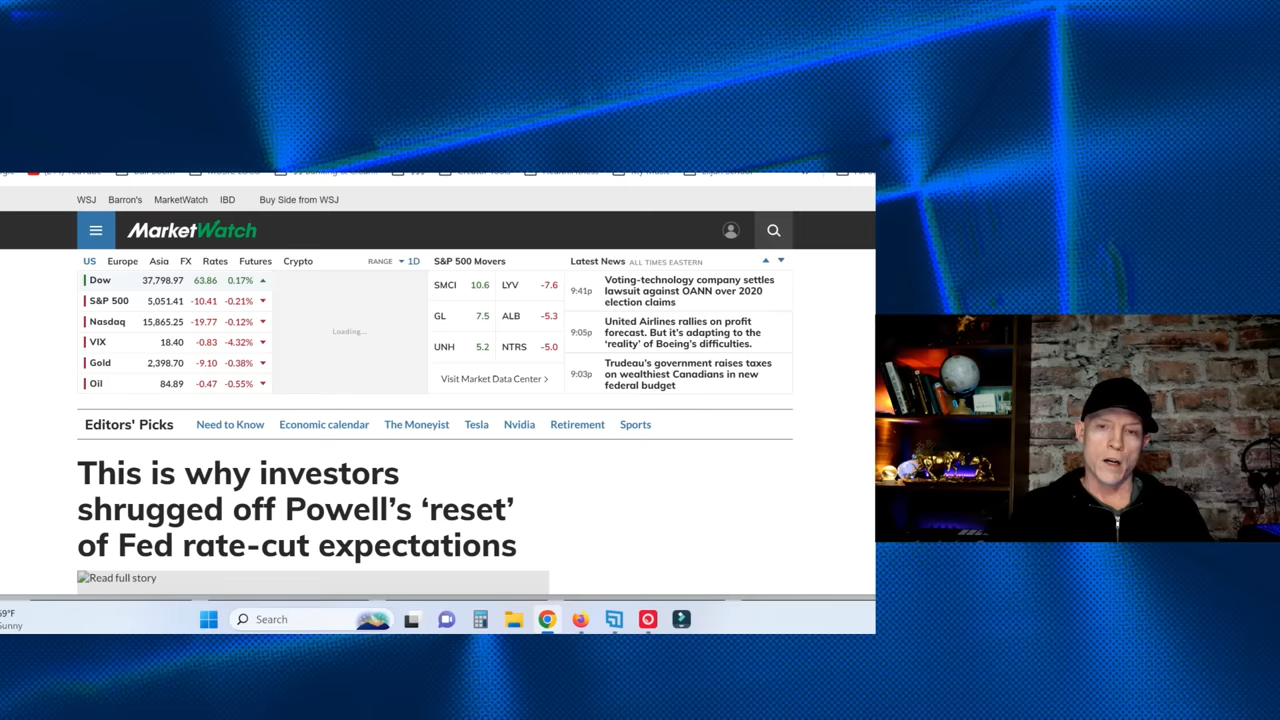 WSJ Barron's MarketWatch IBD Buy Side from WSJ
MarketWatch
US Europe Asia FX Rates Futures Crypto RANGE 1D
Dow 37,798.97 63.86 0.17%
S&P 500 5,051.41 -10.41 -0.21%
Nasdaq 15,865.25 -19.77 -0.12%
VIX 18.40 -0.83 -4.32%
Gold 2,398.70 -9.10 -0.38%
Oil 84.89 -0.47 -0.55%
Loading...
S&P 500 Movers
SMCI 10.6 LYV -7.6
GL 7.5 ALB -5.3
UNH 5.2 NTRS -5.0
Visit Market Data Center >
Latest News ALL TIMES EASTERN
9:41p Voting-technology company settles
lawsuit against OANN over 2020
election claims
9:05p United Airlines rallies on profit
forecast. But it's adapting to the
‘reality’ of Boeing's difficulties.
9:03p Trudeau's government raises taxes
on wealthiest Canadians in new
federal budget
Editors' Picks Need to Know Economic calendar The Moneyist Tesla Nvidia Retirement Sports
This is why investors
shrugged off Powell’s ‘reset’
of Fed rate-cut expectations
Read full story
59°F
Sunny
Search